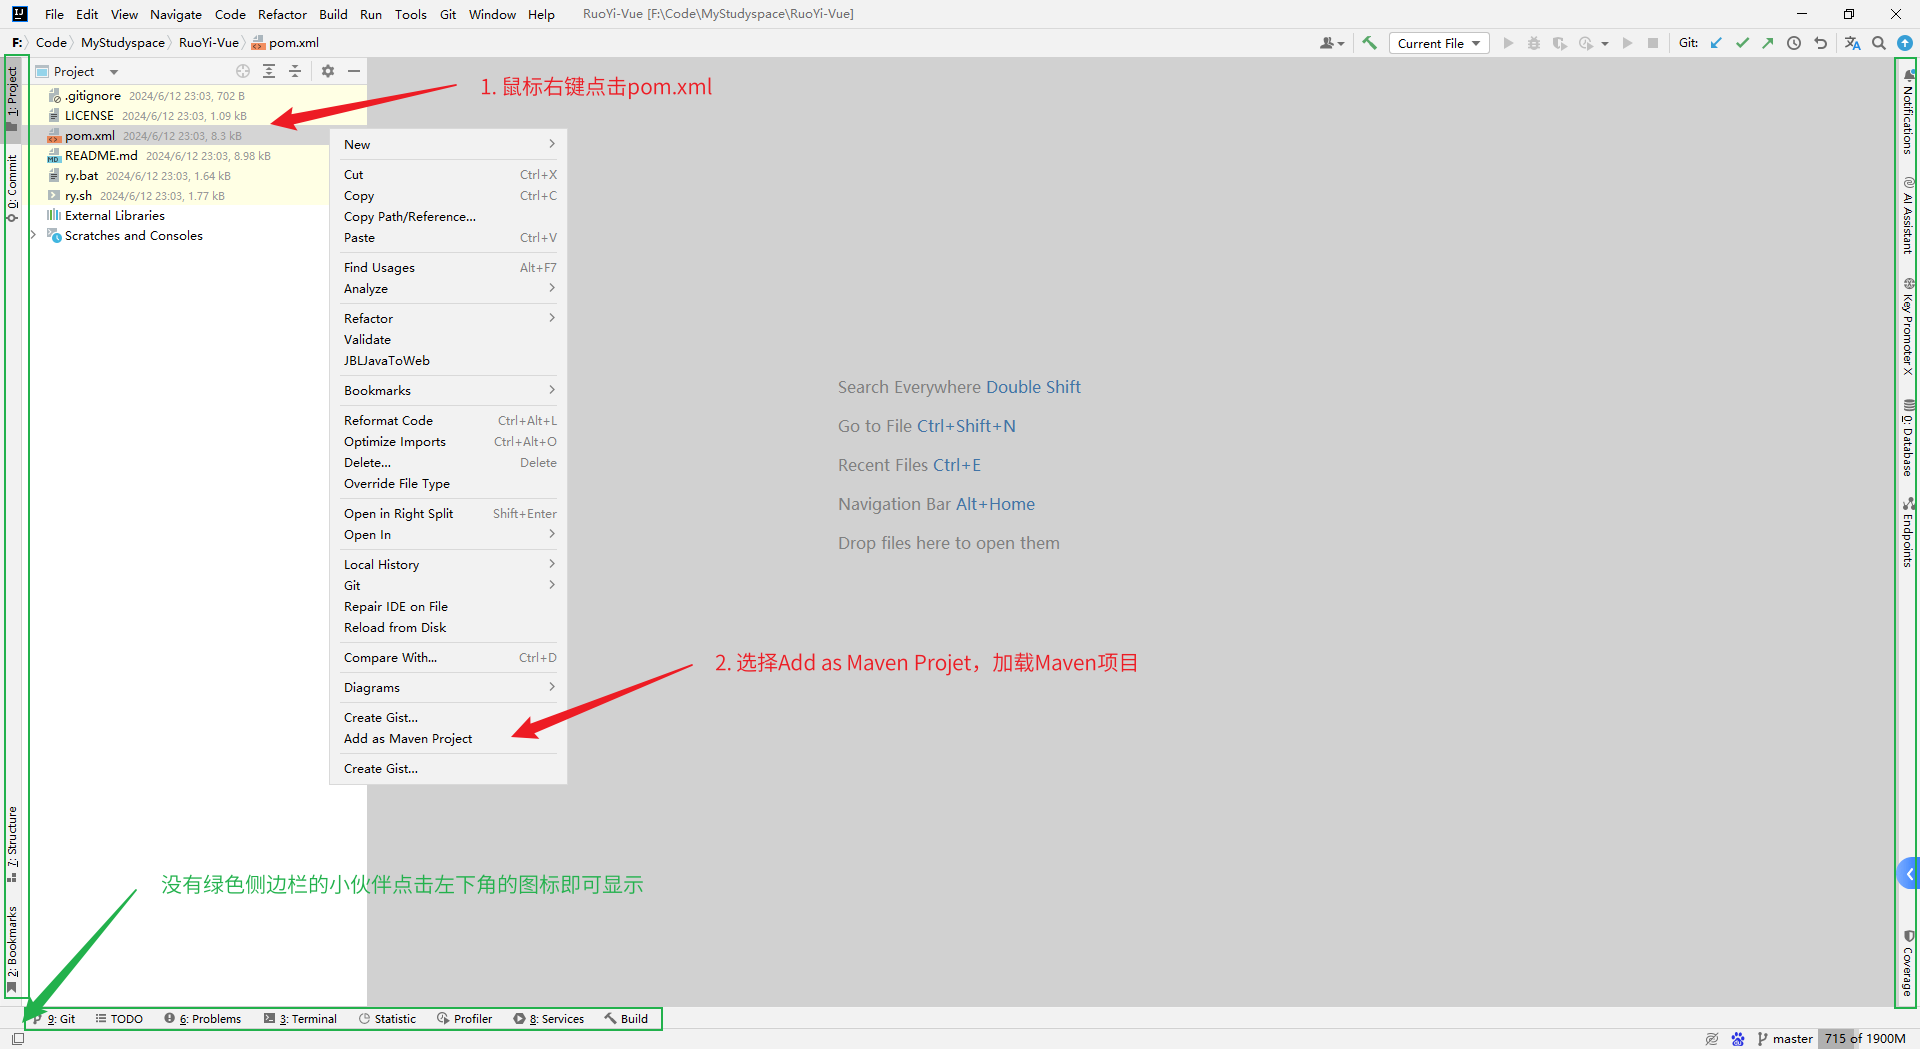 File Edit View Navigate Code Refactor Build Run Tools Git Window Help RuoYi-Vue [F:\Code\MyStudyspace\RuoYi-Vue]
F: Code MyStudyspace RuoYi-Vue pom.xml Current File Git:
Project
1: Project
0: Commit
7: Structure
2: Bookmarks
.gitignore 2024/6/12 23:03, 702 B
LICENSE 2024/6/12 23:03, 1.09 kB
pom.xml 2024/6/12 23:03, 8.3 kB
README.md 2024/6/12 23:03, 8.98 kB
ry.bat 2024/6/12 23:03, 1.64 kB
ry.sh 2024/6/12 23:03, 1.77 kB
External Libraries
Scratches and Consoles
1. 鼠标右键点击pom.xml
New
Cut Ctrl+X
Copy Ctrl+C
Copy Path/Reference...
Paste Ctrl+V
Find Usages Alt+F7
Analyze
Refactor
Validate
JBLJavaToWeb
Bookmarks
Reformat Code Ctrl+Alt+L
Optimize Imports Ctrl+Alt+O
Delete... Delete
Override File Type
Open in Right Split Shift+Enter
Open In
Local History
Git
Repair IDE on File
Reload from Disk
Compare With... Ctrl+D
Diagrams
Create Gist...
Add as Maven Project
Create Gist...
Search Everywhere Double Shift
Go to File Ctrl+Shift+N
Recent Files Ctrl+E
Navigation Bar Alt+Home
Drop files here to open them
2. 选择Add as Maven Projet，加载Maven项目
没有绿色侧边栏的小伙伴点击左下角的图标即可显示
Notifications
AI Assistant
Key Promoter X
0: Database
Endpoints
Coverage
9: Git TODO 6: Problems 3: Terminal Statistic Profiler 8: Services Build
master 715 of 1900M